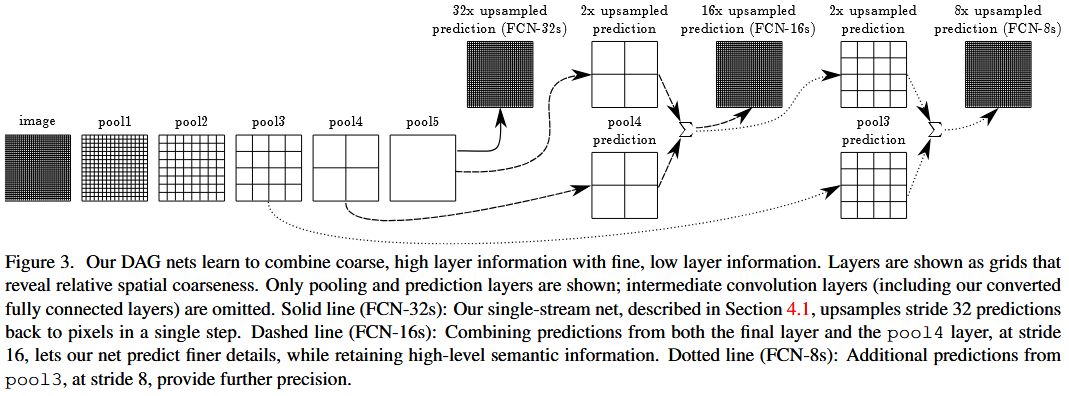 32x upsampled
prediction (FCN-32s)
2x upsampled
prediction
16x upsampled
prediction (FCN-16s)
2x upsampled
prediction
8x upsampled
prediction (FCN-8s)
image
pool1
pool2
pool3
pool4
pool5
pool4
prediction
Σ
pool3
prediction
Σ
Figure 3. Our DAG nets learn to combine coarse, high layer information with fine, low layer information. Layers are shown as grids that
reveal relative spatial coarseness. Only pooling and prediction layers are shown; intermediate convolution layers (including our converted
fully connected layers) are omitted. Solid line (FCN-32s): Our single-stream net, described in Section 4.1, upsamples stride 32 predictions
back to pixels in a single step. Dashed line (FCN-16s): Combining predictions from both the final layer and the pool4 layer, at stride
16, lets our net predict finer details, while retaining high-level semantic information. Dotted line (FCN-8s): Additional predictions from
pool3, at stride 8, provide further precision.